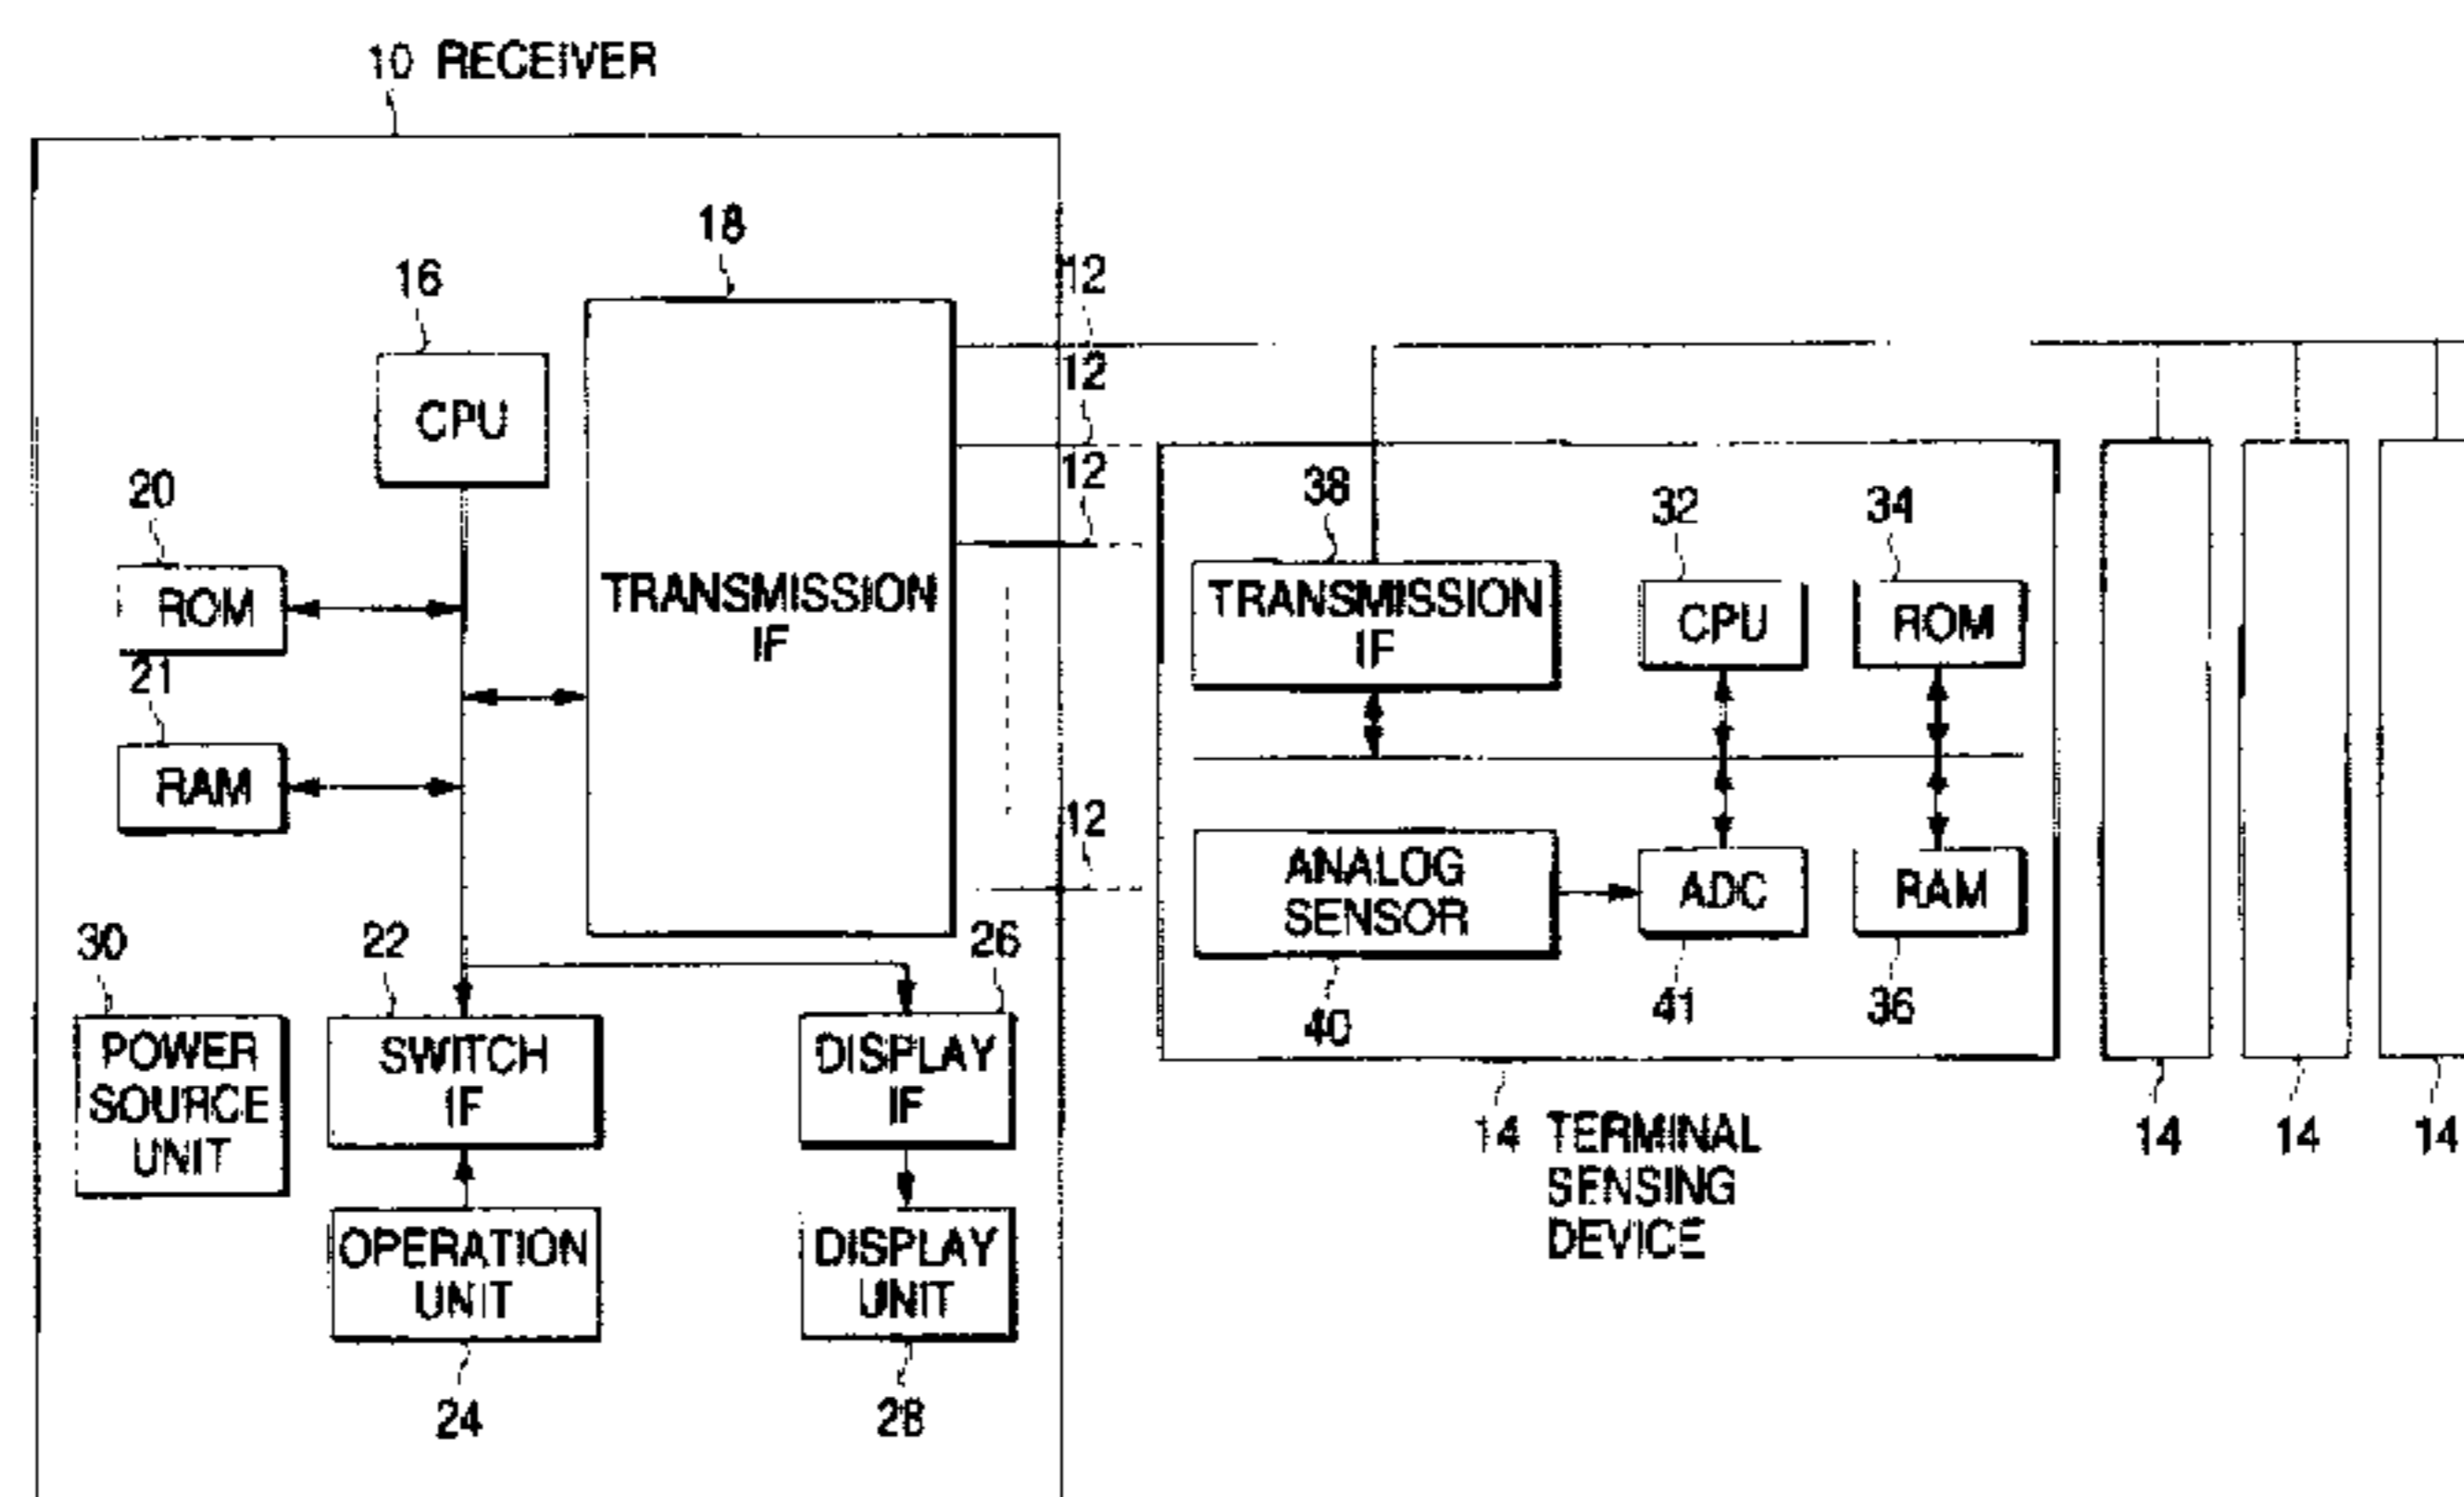 10 RECEIVER
18
16
12
CPU
12
12
20
ROM
TRANSMISSION
IF
21
RAM
12
30
22
26
POWER
SOURCE
UNIT
SWITCH
IF
DISPLAY
IF
OPERATION
UNIT
DISPLAY
UNIT
24
28
38
32
34
TRANSMISSION
IF
CPU
ROM
ANALOG
SENSOR
ADC
RAM
40
41
36
14 TERMINAL
SENSING
DEVICE
14
14
14